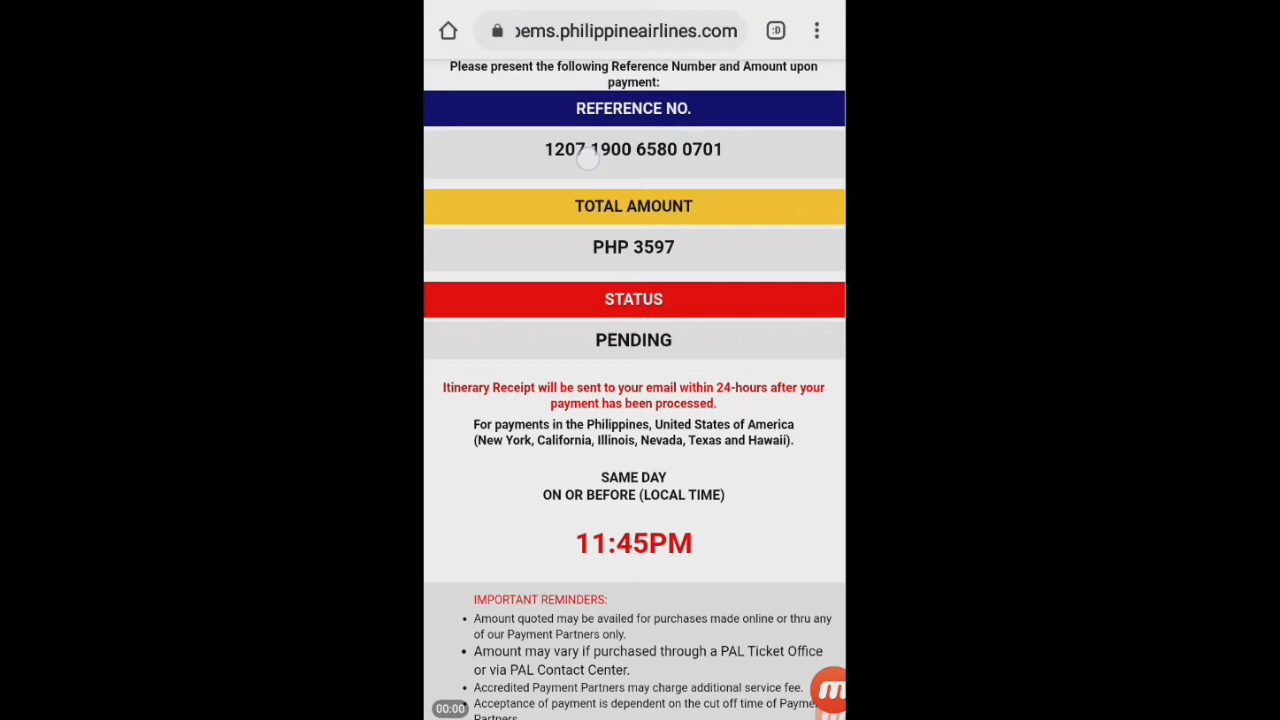 :D
ems.philippineairlines.com
Please present the following Reference Number and Amount upon
payment:
REFERENCE NO.
1207 1900 6580 0701
TOTAL AMOUNT
PHP 3597
STATUS
PENDING
Itinerary Receipt will be sent to your email within 24-hours after your
payment has been processed.
For payments in the Philippines, United States of America
(New York, California, Illinois, Nevada, Texas and Hawaii).
SAME DAY
ON OR BEFORE (LOCAL TIME)
11:45PM
IMPORTANT REMINDERS:
• Amount quoted may be availed for purchases made online or thru any
of our Payment Partners only.
• Amount may vary if purchased through a PAL Ticket Office
or via PAL Contact Center.
• Accredited Payment Partners may charge additional service fee.
• Acceptance of payment is dependent on the cut off time of Payme
Partners
00:00